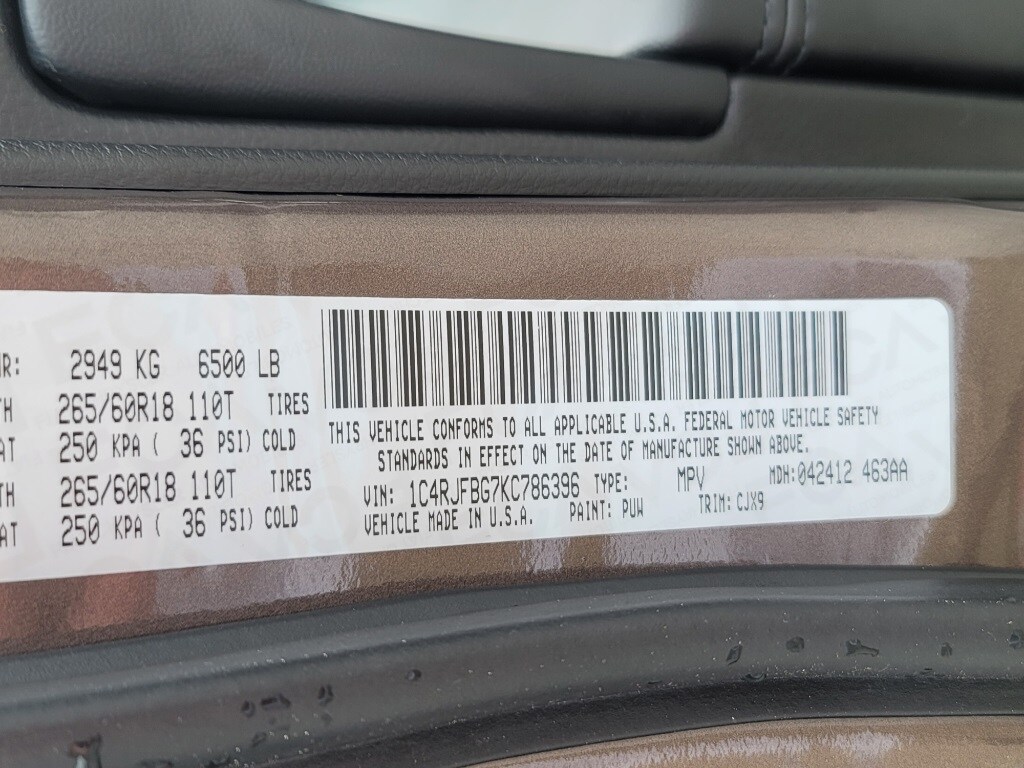 WR: 2949 KG 6500 LB
TH 265/60R18 110T TIRES
AT 250 KPA ( 36 PSI) COLD
TH 265/60R18 110T TIRES
AT 250 KPA ( 36 PSI) COLD
THIS VEHICLE CONFORMS TO ALL APPLICABLE U.S.A. FEDERAL MOTOR VEHICLE SAFETY
STANDARDS IN EFFECT ON THE DATE OF MANUFACTURE SHOWN ABOVE.
VIN: 1C4RJFBG7KC786396 TYPE: MPV MDH:042412 463AA
VEHICLE MADE IN U.S.A. PAINT: PUW TRIM: CJX9